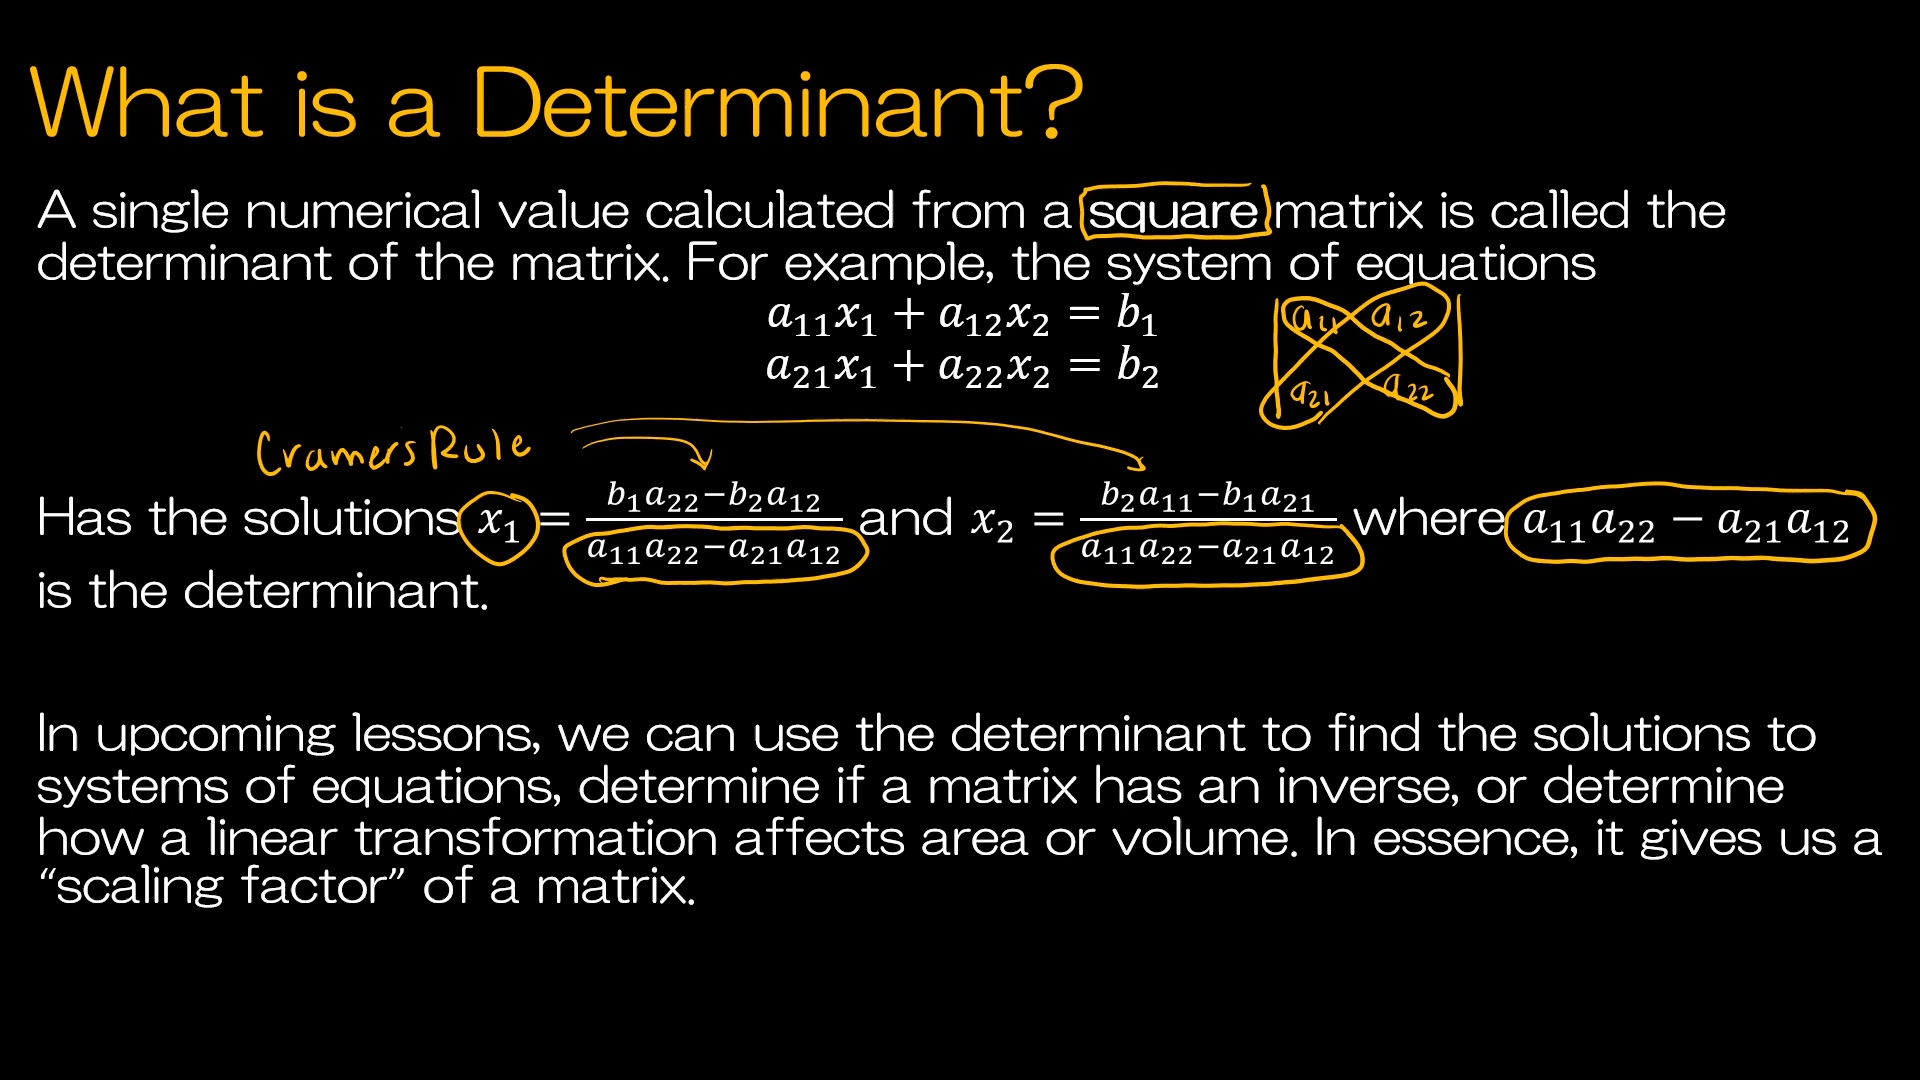 What is a Determinant?
A single numerical value calculated from a square matrix is called the
determinant of the matrix. For example, the system of equations
a₁₁x₁ + a₁₂x₂ = b₁
a₂₁x₁ + a₂₂x₂ = b₂
a₁₁ a₁₂
a₂₁ a₂₂
Cramers Rule
Has the solutions x₁ = (b₁a₂₂−b₂a₁₂)/(a₁₁a₂₂−a₂₁a₁₂) and x₂ = (b₂a₁₁−b₁a₂₁)/(a₁₁a₂₂−a₂₁a₁₂) where a₁₁a₂₂ − a₂₁a₁₂
is the determinant.
In upcoming lessons, we can use the determinant to find the solutions to
systems of equations, determine if a matrix has an inverse, or determine
how a linear transformation affects area or volume. In essence, it gives us a
“scaling factor” of a matrix.